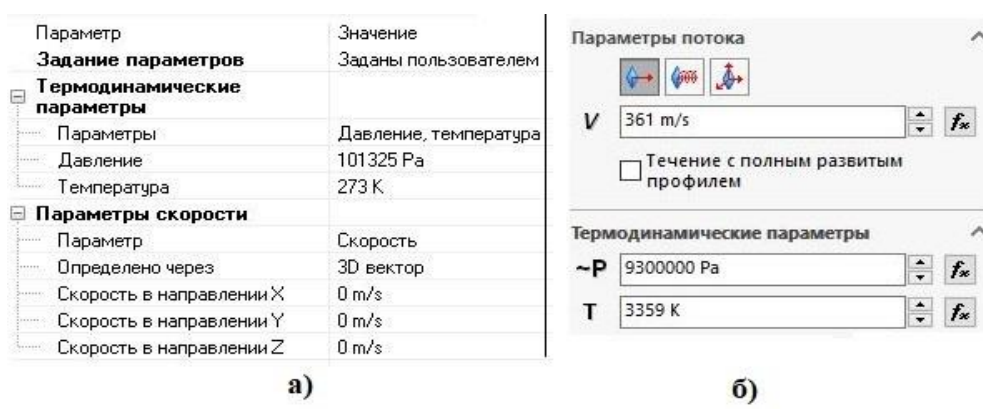 Параметр Значение
Задание параметров Заданы пользователем
Термодинамические
параметры
Параметры Давление, температура
Давление 101325 Pa
Температура 273 K
Параметры скорости
Параметр Скорость
Определено через 3D вектор
Скорость в направлении X 0 m/s
Скорость в направлении Y 0 m/s
Скорость в направлении Z 0 m/s
а)
Параметры потока
V 361 m/s
Течение с полным развитым
профилем
Термодинамические параметры
~P 9300000 Pa
T 3359 K
б)